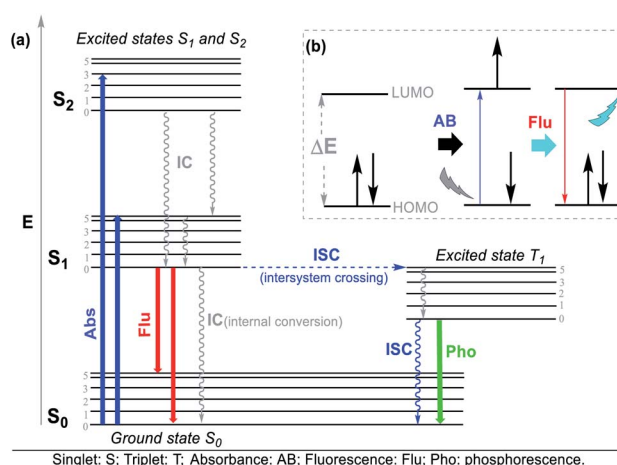 (a)
Excited states S1 and S2
5
3
2
1
0
S2
IC
E
5
4
3
2
1
0
S1
Abs
Flu
IC(internal conversion)
ISC
(intersystem crossing)
Excited state T1
5
3
2
1
0
ISC
Pho
5
3
2
1
0
S0
Ground state S0
(b)
LUMO
ΔE
HOMO
AB
Flu
Singlet: S; Triplet: T; Absorbance: AB; Fluorescence: Flu; Pho: phosphorescence.